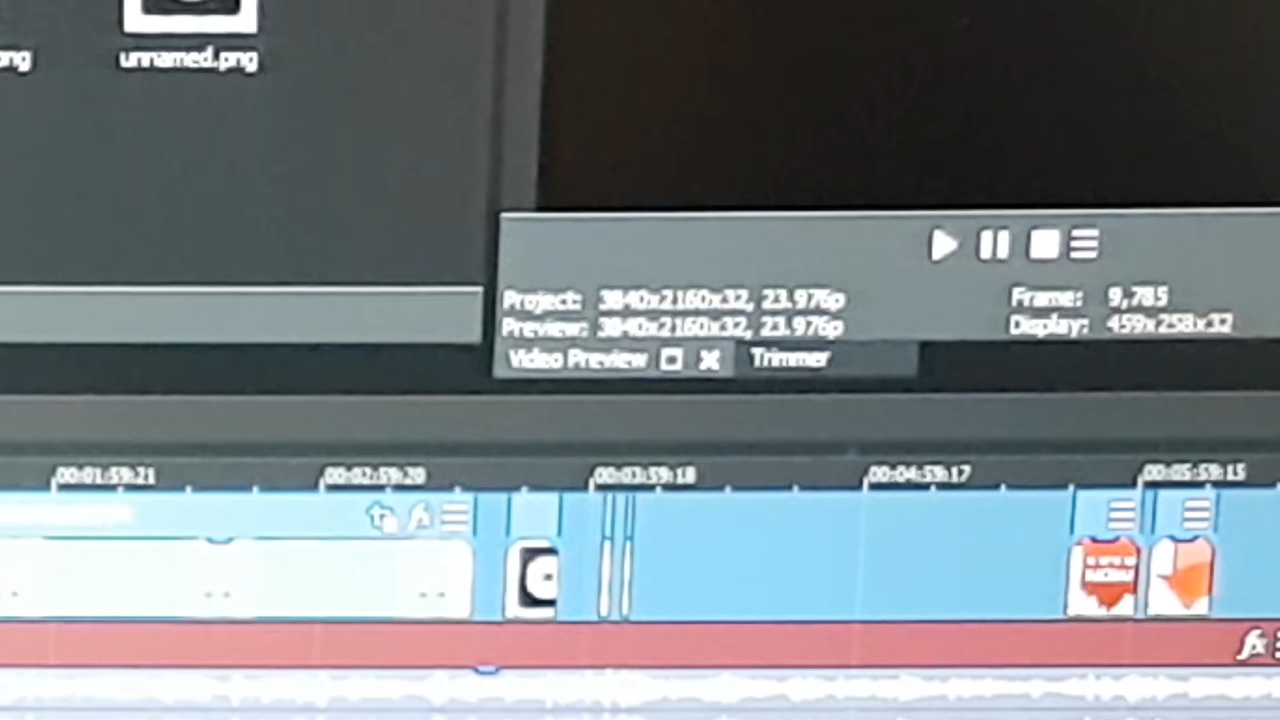 unnamed.png
Project: 3840x2160x32, 23.976p
Preview: 3840x2160x32, 23.976p
Frame: 9,785
Display: 459x258x32
Video Preview Trimmer
00:01:59:21 00:02:59:20 00:03:59:18 00:04:59:17 00:05:59:15
fx
fx